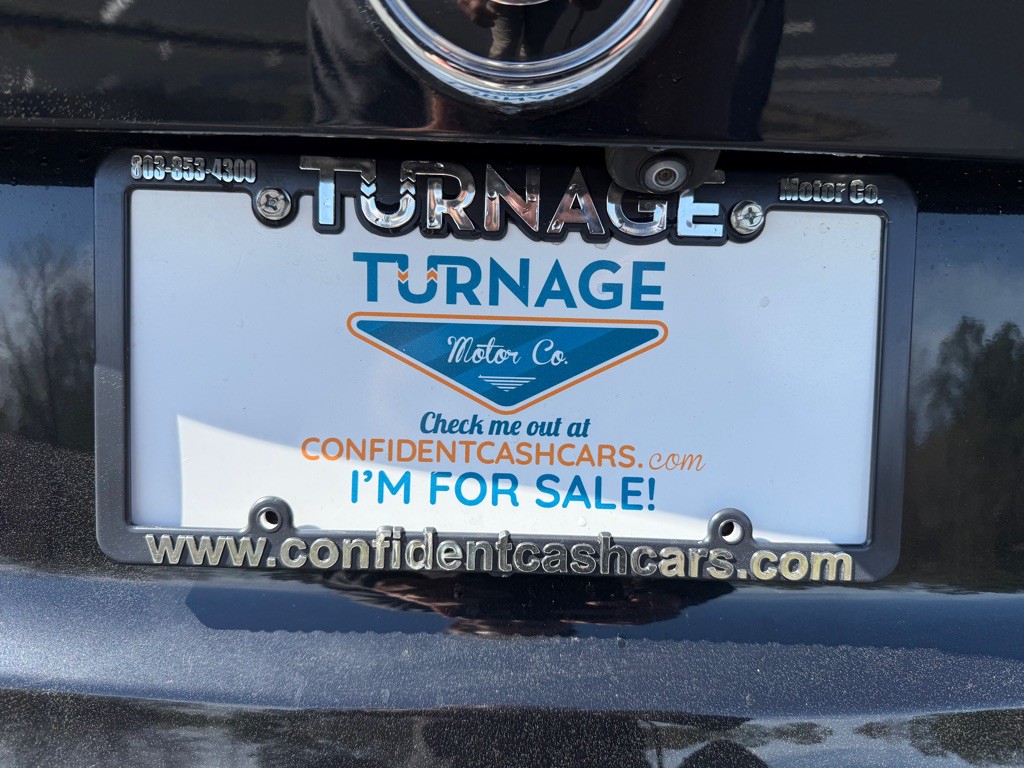 803-853-4300
TURNAGE
Motor Co.
TURNAGE
Motor Co.
Check me out at
CONFIDENTCASHCARS.com
I'M FOR SALE!
www.confidentcashcars.com